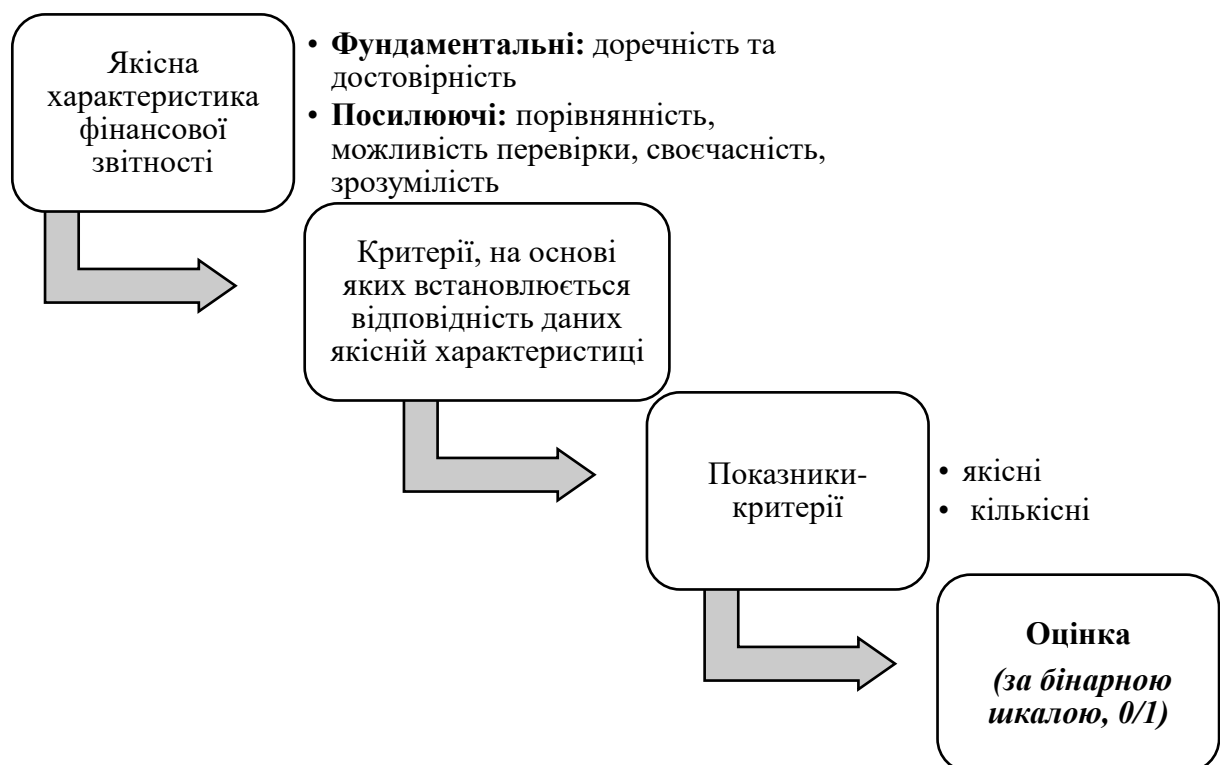 Якісна
характеристика
фінансової
звітності
• Фундаментальні: доречність та
достовірність
• Посилюючі: порівнянність,
можливість перевірки, своєчасність,
зрозумілість
Критерії, на основі
яких встановлюється
відповідність даних
якісній характеристиці
Показники-
критерії
• якісні
• кількісні
Оцінка
(за бінарною
шкалою, 0/1)